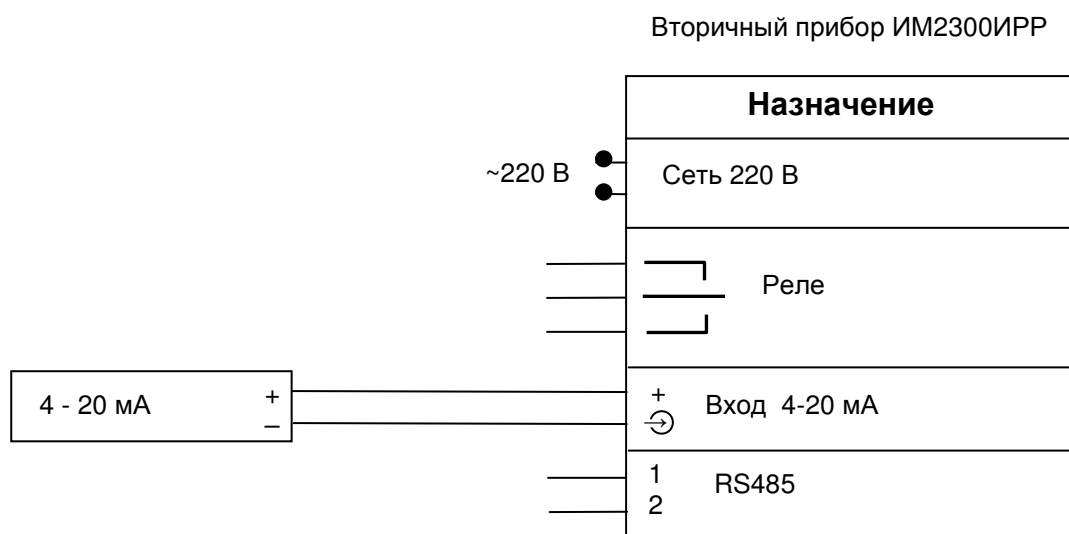 Вторичный прибор ИМ2300ИРР
Назначение
~220 В
Сеть 220 В
Реле
4 - 20 мА
+
–
+
Вход 4-20 мА
1
2
RS485